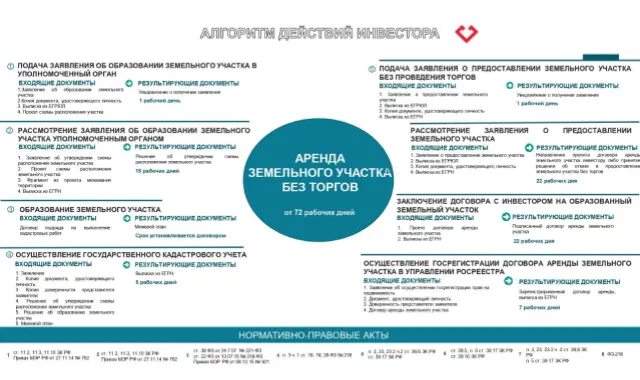 АЛГОРИТМ ДЕЙСТВИЙ ИНВЕСТОРА
1 ПОДАЧА ЗАЯВЛЕНИЯ ОБ ОБРАЗОВАНИИ ЗЕМЕЛЬНОГО УЧАСТКА В
УПОЛНОМОЧЕННЫЙ ОРГАН
ВХОДЯЩИЕ ДОКУМЕНТЫ
1.Заявление об образовании земельного
участка
2.Копия документа, удостоверяющего личность
3. Выписка из ЕГРЮЛ
4. Проект схемы расположения участка
РЕЗУЛЬТИРУЮЩИЕ ДОКУМЕНТЫ
Уведомление о получении заявления
1 рабочий день
2 РАССМОТРЕНИЕ ЗАЯВЛЕНИЯ ОБ ОБРАЗОВАНИИ ЗЕМЕЛЬНОГО
УЧАСТКА УПОЛНОМОЧЕННЫМ ОРГАНОМ
ВХОДЯЩИЕ ДОКУМЕНТЫ
1. Заявление об утверждении схемы
расположения земельного участка
2. Проект схемы расположения
земельного участка
3. Фрагмент из проекта межевания
территории
4. Выписка из ЕГРН
РЕЗУЛЬТИРУЮЩИЕ ДОКУМЕНТЫ
Решение об утверждении схемы
расположения земельного участка
3 ОБРАЗОВАНИЕ ЗЕМЕЛЬНОГО УЧАСТКА
ВХОДЯЩИЕ ДОКУМЕНТЫ
Договор подряда на выполнение
кадастровых работ
РЕЗУЛЬТИРУЮЩИЕ ДОКУМЕНТЫ
Межевой план
Срок устанавливается договором
ОСУЩЕСТВЛЕНИЕ ГОСУДАРСТВЕННОГО КАДАСТРОВОГО УЧЕТА
ВХОДЯЩИЕ ДОКУМЕНТЫ
1. Заявление
2. Копия документа, удостоверяющего
личность
3. Копия доверенности представителя
заявителя
4. Решение об утверждении схемы
расположения земельного участка
5. Решение об образовании земельного
участка
5. Межевой план
РЕЗУЛЬТИРУЮЩИЕ ДОКУМЕНТЫ
Выписка из ЕГРН
5 рабочих дней
АРЕНДА
ЗЕМЕЛЬНОГО УЧАСТКА
БЕЗ ТОРГОВ
от 72 рабочих дней
ПОДАЧА ЗАЯВЛЕНИЯ О ПРЕДОСТАВЛЕНИИ ЗЕМЕЛЬНОГО УЧАСТКА
БЕЗ ПРОВЕДЕНИЯ ТОРГОВ
ВХОДЯЩИЕ ДОКУМЕНТЫ
1. Заявление о предоставлении земельного
участка
2. Выписка из ЕГРЮЛ
3. Копия документа, удостоверяющего личность
4. Выписка из ЕГРН
РЕЗУЛЬТИРУЮЩИЕ ДОКУМЕНТЫ
Уведомление о получении заявления
1 рабочий день
РАССМОТРЕНИЕ ЗАЯВЛЕНИЯ О ПРЕДОСТАВЛЕНИИ
ЗЕМЕЛЬНОГО УЧАСТКА
ВХОДЯЩИЕ ДОКУМЕНТЫ
1. Заявление о предоставлении земельного участка
2. Выписка из ЕГРЮЛ
3. Копия документа, удостоверяющего личность
4. Выписка из ЕГРН
РЕЗУЛЬТИРУЮЩИЕ ДОКУМЕНТЫ
Направление проекта договора аренды
земельного участка инвестору либо принятие
решения об отказе в предоставлении
земельного участка без торгов
22 рабочих дня
ЗАКЛЮЧЕНИЕ ДОГОВОРА С ИНВЕСТОРОМ НА ОБРАЗОВАННЫЙ
ЗЕМЕЛЬНЫЙ УЧАСТОК
ВХОДЯЩИЕ ДОКУМЕНТЫ
1. Проект договора аренды
земельного участка
2. Выписка из ЕГРН
РЕЗУЛЬТИРУЮЩИЕ ДОКУМЕНТЫ
Подписанный договор аренды земельного
участка
22 рабочих дня
ОСУЩЕСТВЛЕНИЕ ГОСРЕГИСТРАЦИИ ДОГОВОРА АРЕНДЫ ЗЕМЕЛЬНОГО
УЧАСТКА В УПРАВЛЕНИИ РОСРЕЕСТРА
ВХОДЯЩИЕ ДОКУМЕНТЫ
1. Заявление об осуществлении госрегистрации прав на
недвижимость
2. Документ, удостоверяющий личность
3. Доверенность представителя заявителя
4. Договор аренды земельного участка
РЕЗУЛЬТИРУЮЩИЕ ДОКУМЕНТЫ
Зарегистрированный договор аренды,
выписка из ЕГРН
7 рабочих дней
НОРМАТИВНО-ПРАВОВЫЕ АКТЫ